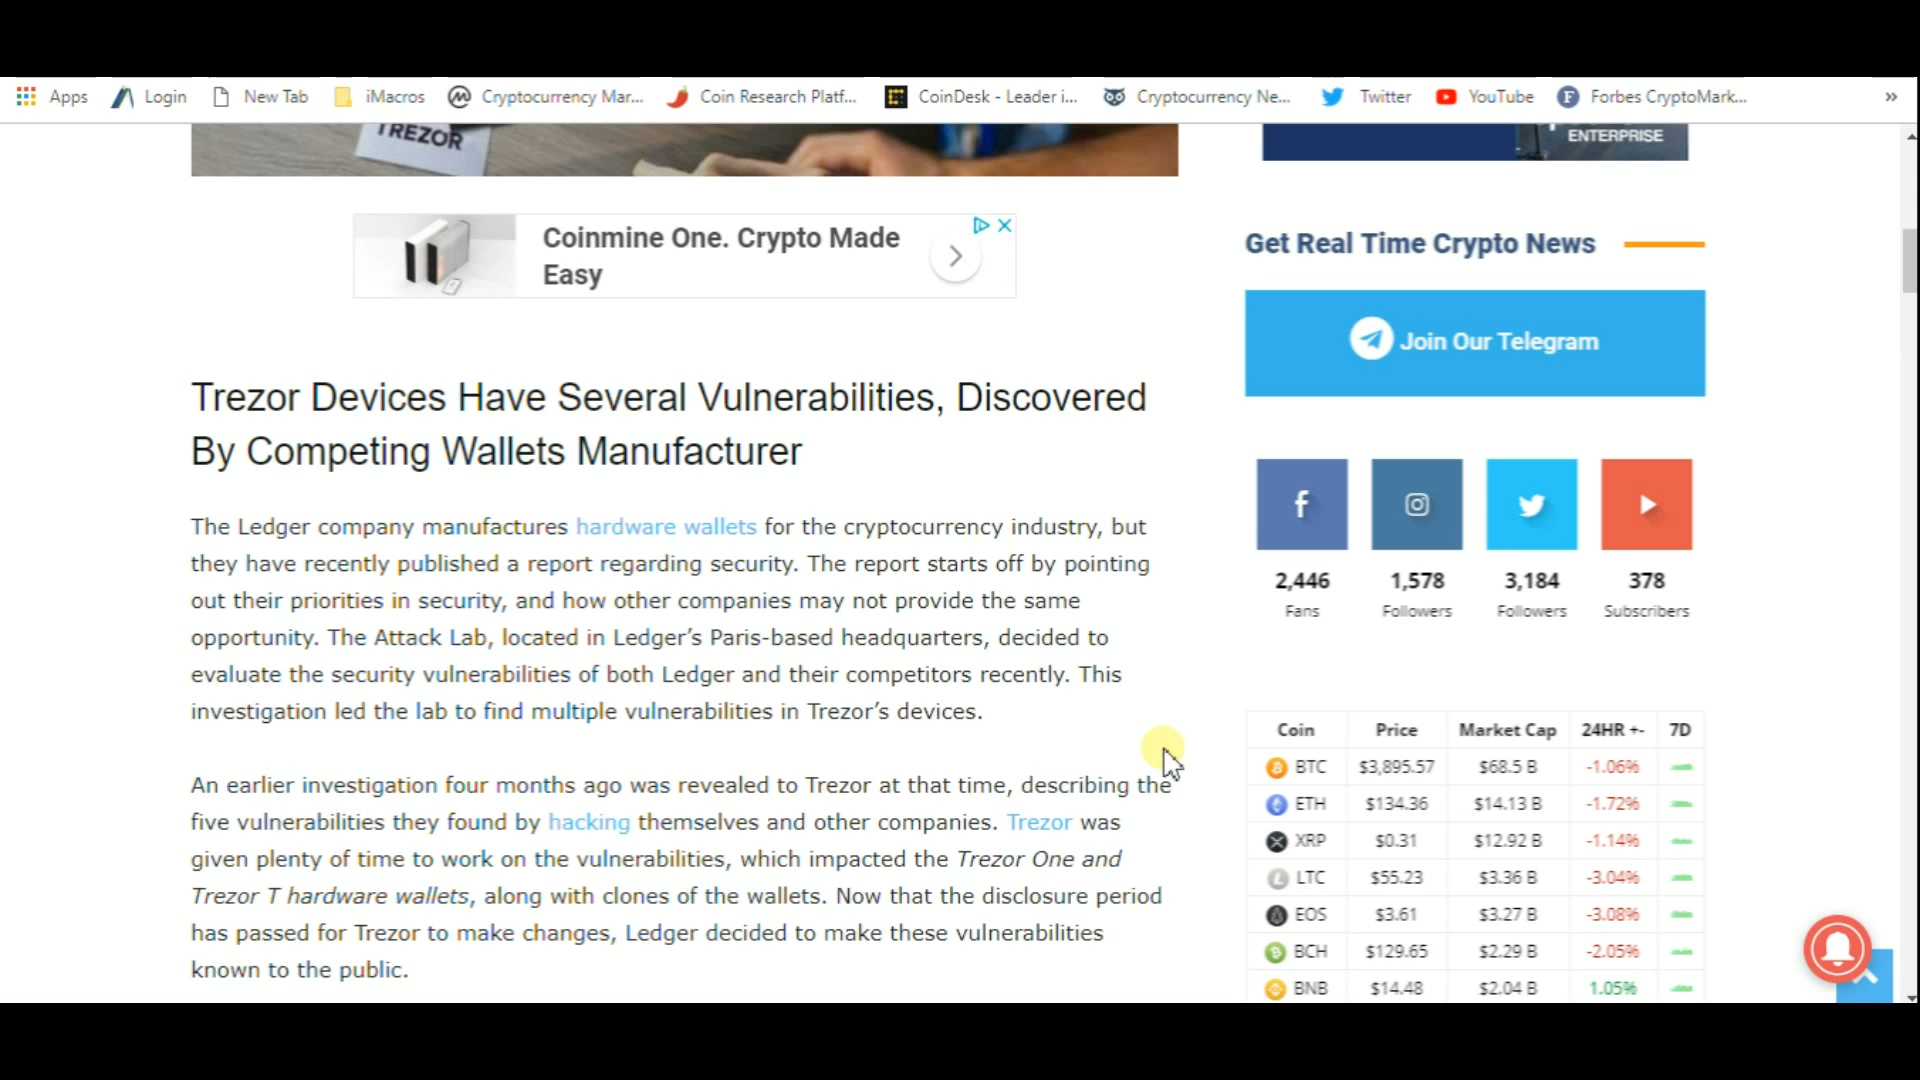 Apps
Login
New Tab
iMacros
Cryptocurrency Mar...
Coin Research Platf...
CoinDesk - Leader i...
Cryptocurrency Ne...
Twitter
YouTube
Forbes CryptoMark...
»
TREZOR
ENTERPRISE
Coinmine One. Crypto Made
Easy
Get Real Time Crypto News
Join Our Telegram
Trezor Devices Have Several Vulnerabilities, Discovered
By Competing Wallets Manufacturer
The Ledger company manufactures hardware wallets for the cryptocurrency industry, but
they have recently published a report regarding security. The report starts off by pointing
out their priorities in security, and how other companies may not provide the same
opportunity. The Attack Lab, located in Ledger’s Paris-based headquarters, decided to
evaluate the security vulnerabilities of both Ledger and their competitors recently. This
investigation led the lab to find multiple vulnerabilities in Trezor’s devices.
An earlier investigation four months ago was revealed to Trezor at that time, describing the
five vulnerabilities they found by hacking themselves and other companies. Trezor was
given plenty of time to work on the vulnerabilities, which impacted the Trezor One and
Trezor T hardware wallets, along with clones of the wallets. Now that the disclosure period
has passed for Trezor to make changes, Ledger decided to make these vulnerabilities
known to the public.
2,446 1,578 3,184 378
Fans Followers Followers Subscribers
Coin Price Market Cap 24HR +- 7D
BTC $3,895.57 $68.5 B -1.06%
ETH $134.36 $14.13 B -1.72%
XRP $0.31 $12.92 B -1.14%
LTC $55.23 $3.36 B -3.04%
EOS $3.61 $3.27 B -3.08%
BCH $129.65 $2.29 B -2.05%
BNB $14.48 $2.04 B 1.05%